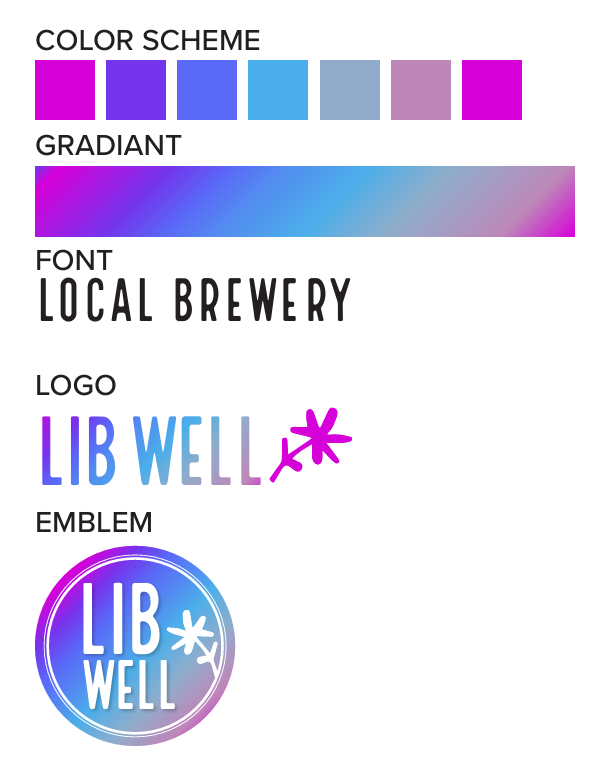 COLOR SCHEME
GRADIANT
FONT
LOCAL BREWERY
LOGO
LIB WELL
EMBLEM
LIB
WELL